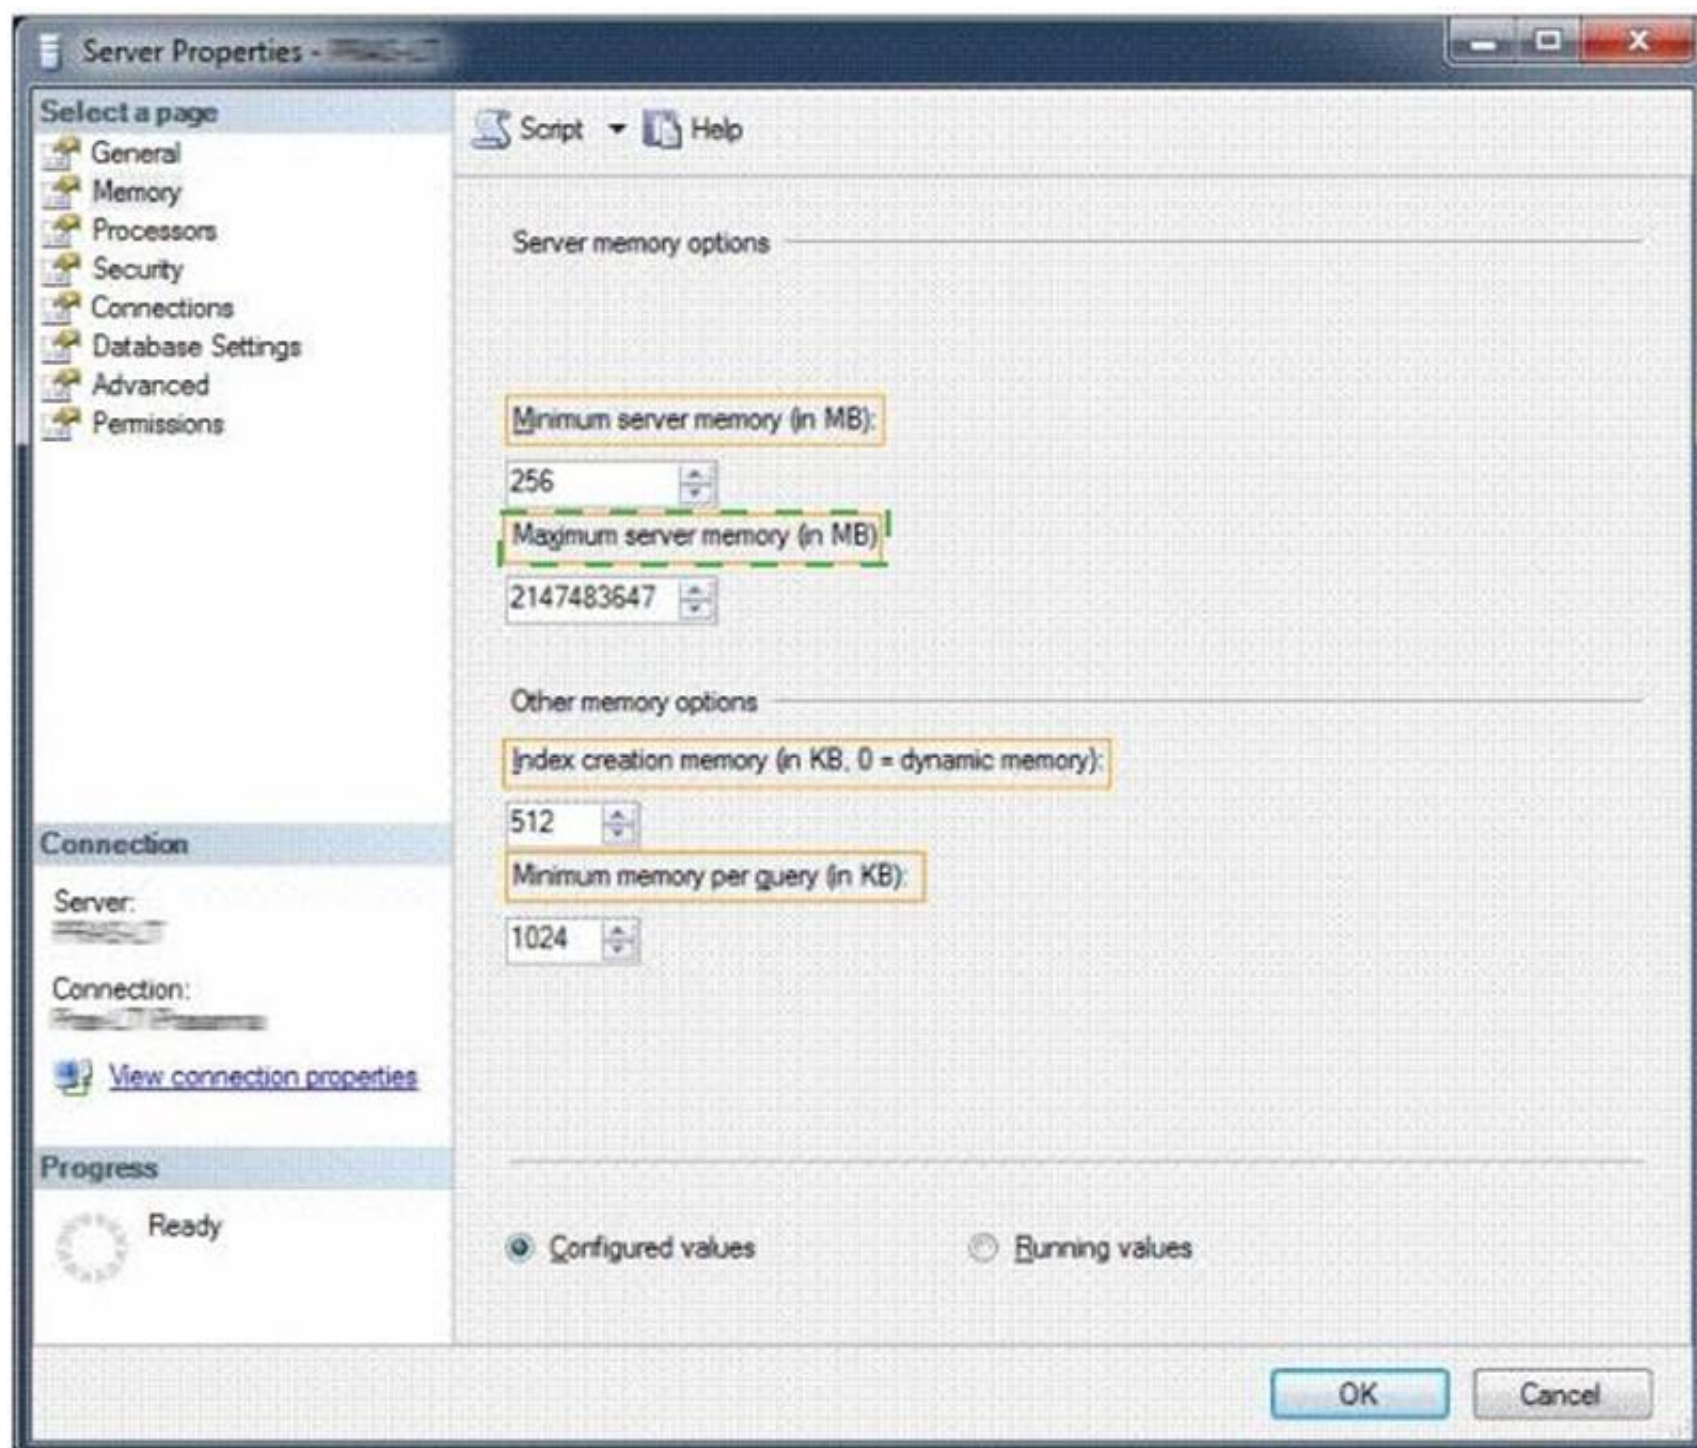 Server Properties -
Select a page
General
Memory
Processors
Security
Connections
Database Settings
Advanced
Permissions
Script
Help
Server memory options
Minimum server memory (in MB):
256
Maximum server memory (in MB)
2147483647
Other memory options
Index creation memory (in KB, 0 = dynamic memory):
512
Minimum memory per query (in KB):
1024
Connection
Server:
Connection:
View connection properties
Progress
Ready
Configured values
Running values
OK
Cancel